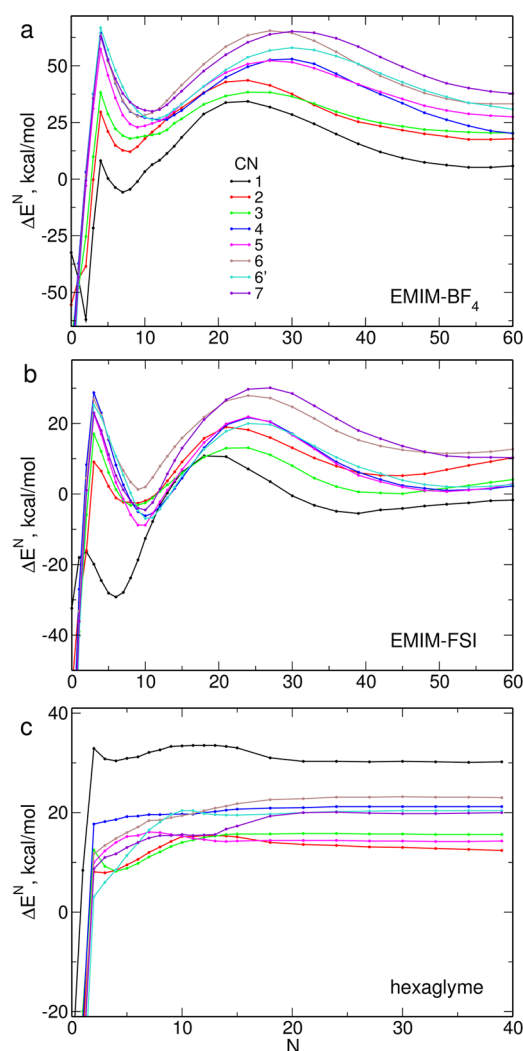 a
ΔE^N, kcal/mol
50
25
0
-25
-50
CN
1
2
3
4
5
6
6'
7
EMIM-BF₄
0 10 20 30 40 50 60
b
ΔE^N, kcal/mol
20
0
-20
-40
EMIM-FSI
0 10 20 30 40 50 60
c
ΔE^N, kcal/mol
40
20
0
-20
hexaglyme
0 10 20 30 40
N